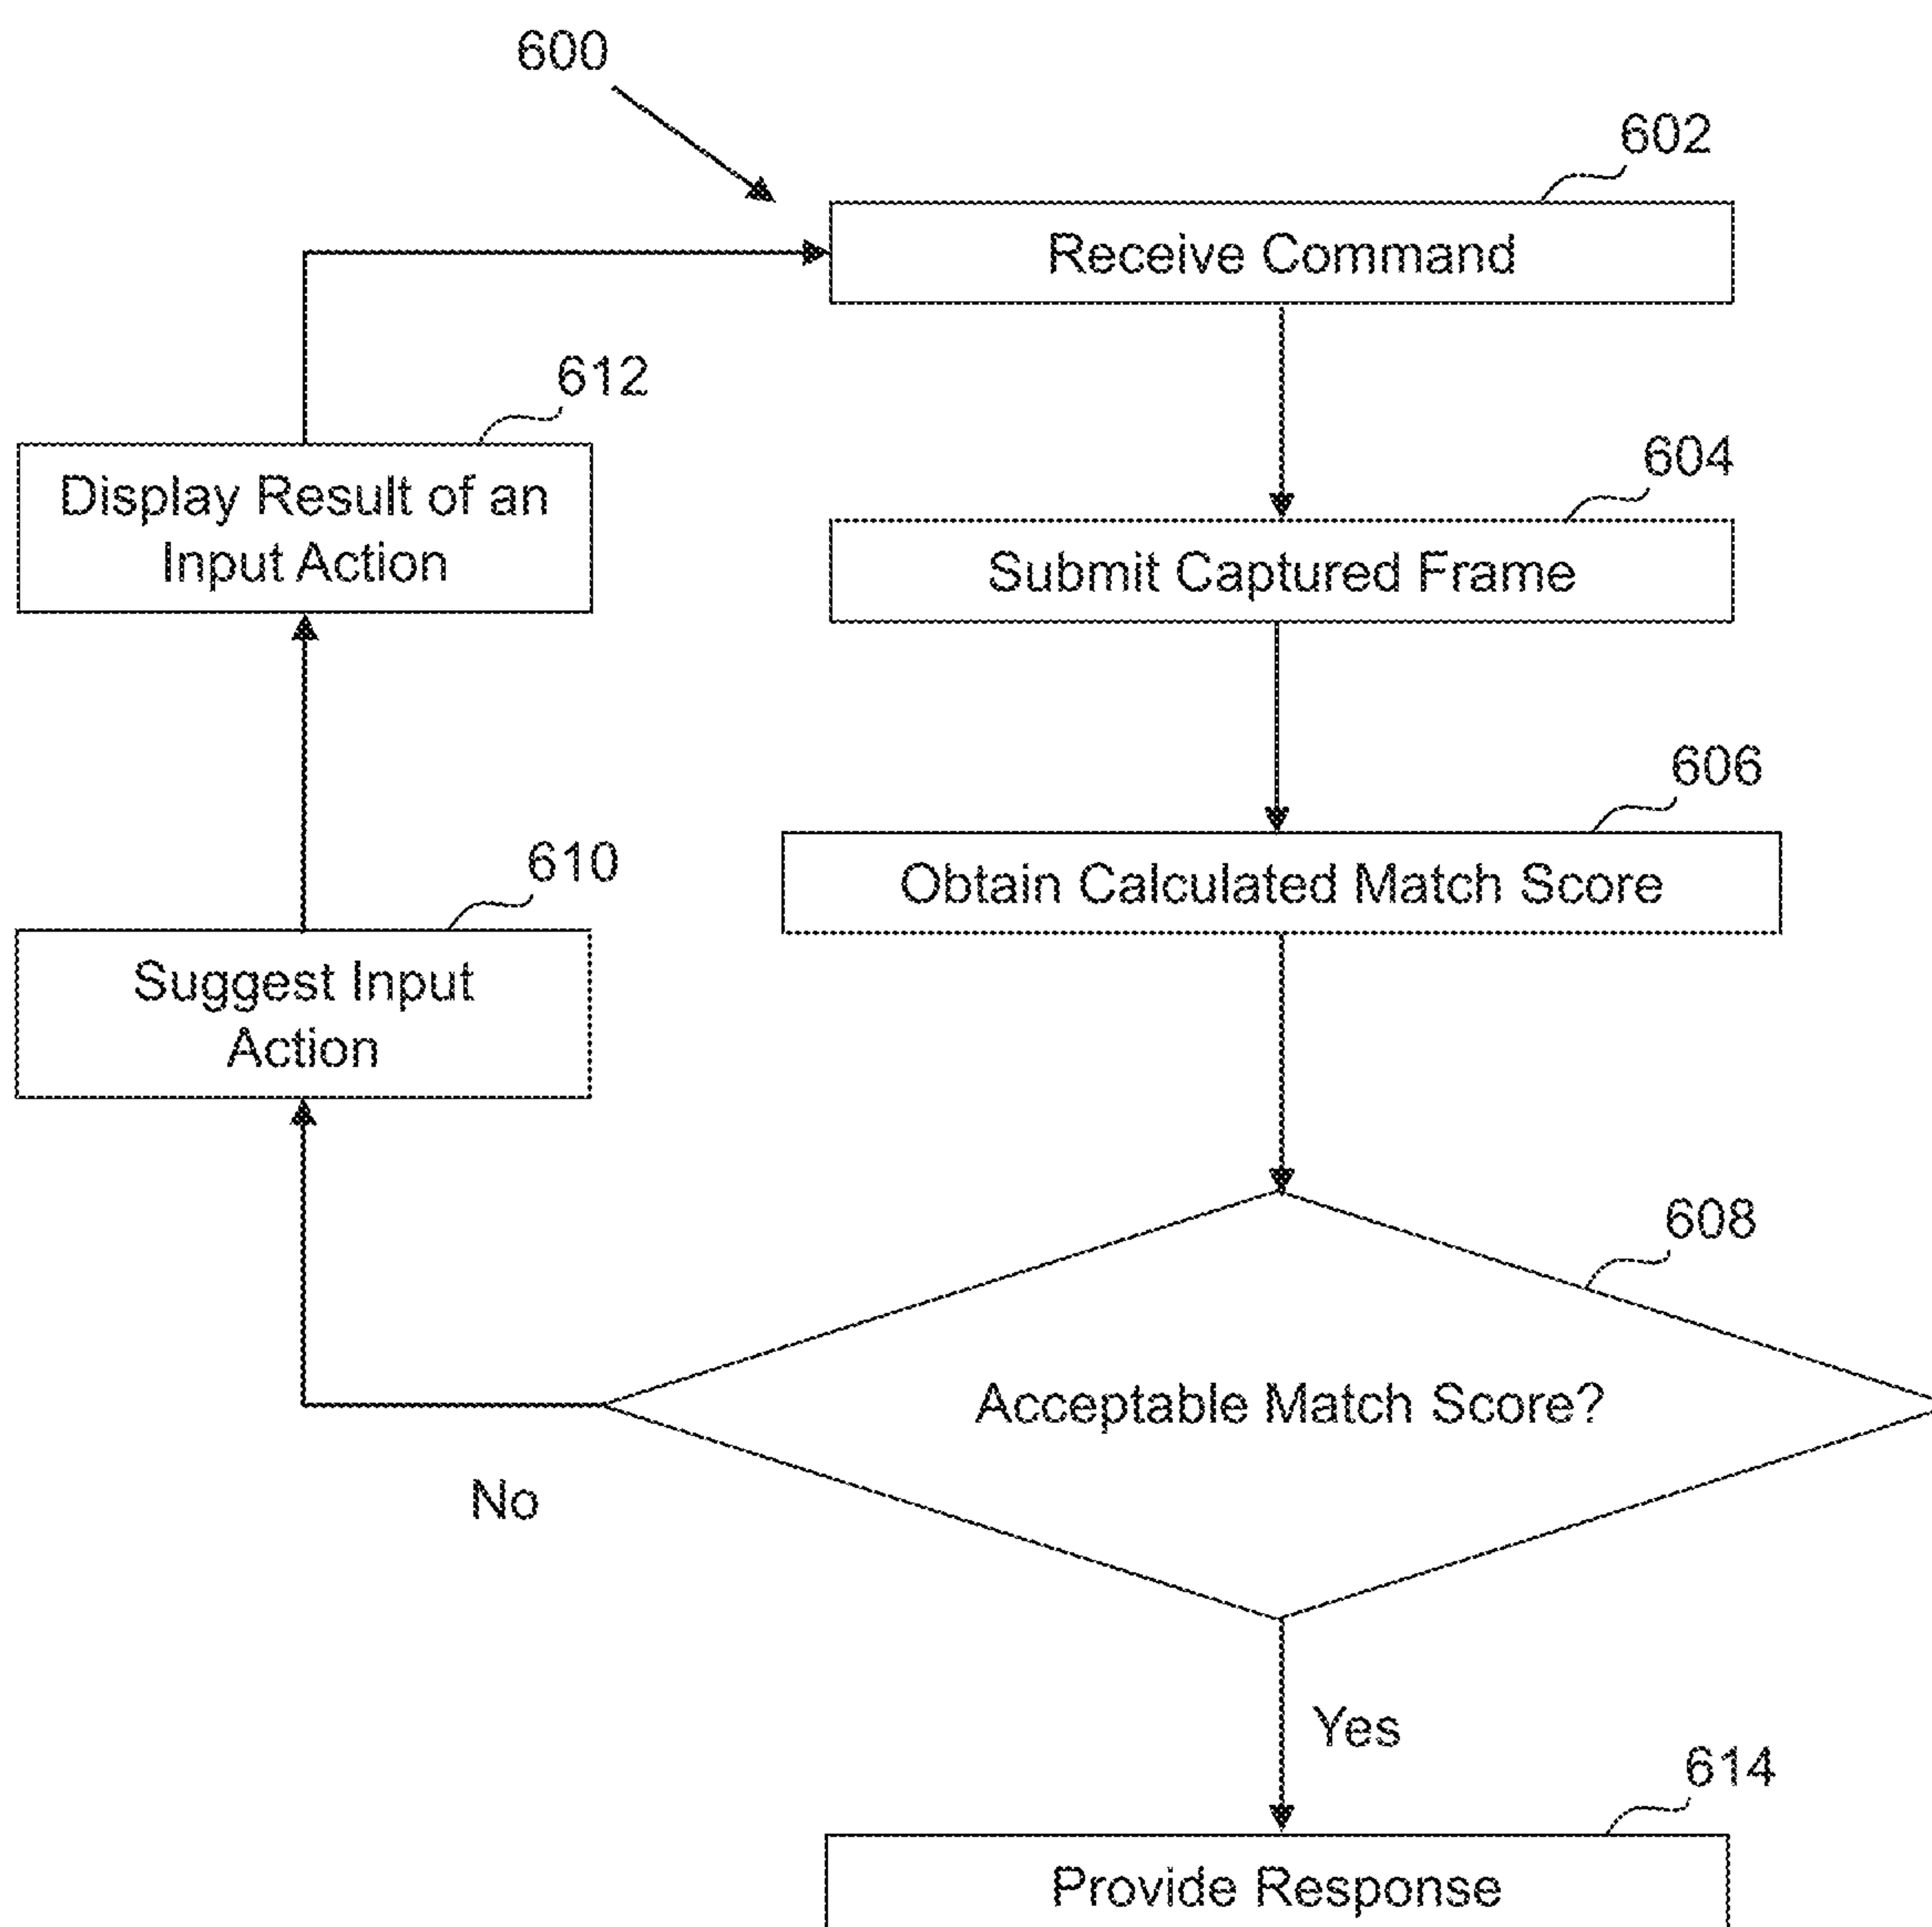 600
602
Receive Command
612
Display Result of an
Input Action
604
Submit Captured Frame
606
Obtain Calculated Match Score
610
Suggest Input
Action
608
Acceptable Match Score?
No
Yes
614
Provide Response